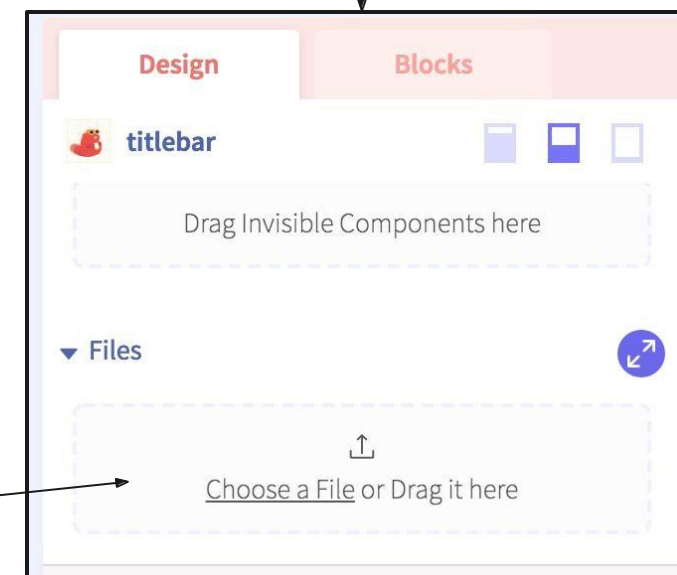 Design
Blocks
titlebar
Drag Invisible Components here
Files
Choose a File or Drag it here